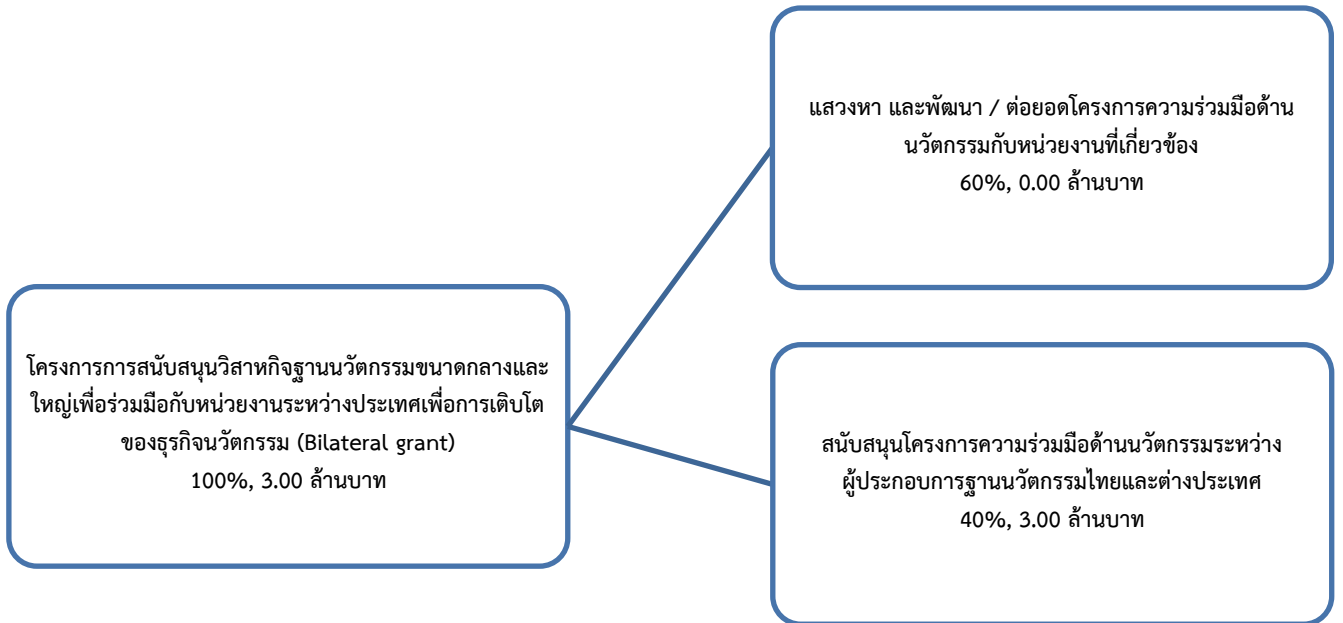 แสวงหา และพัฒนา / ต่อยอดโครงการความร่วมมือด้าน
นวัตกรรมกับหน่วยงานที่เกี่ยวข้อง
60%, 0.00 ล้านบาท
โครงการการสนับสนุนวิสาหกิจฐานนวัตกรรมขนาดกลางและ
ใหญ่เพื่อร่วมมือกับหน่วยงานระหว่างประเทศเพื่อการเติบโต
ของธุรกิจนวัตกรรม (Bilateral grant)
100%, 3.00 ล้านบาท
สนับสนุนโครงการความร่วมมือด้านนวัตกรรมระหว่าง
ผู้ประกอบการฐานนวัตกรรมไทยและต่างประเทศ
40%, 3.00 ล้านบาท